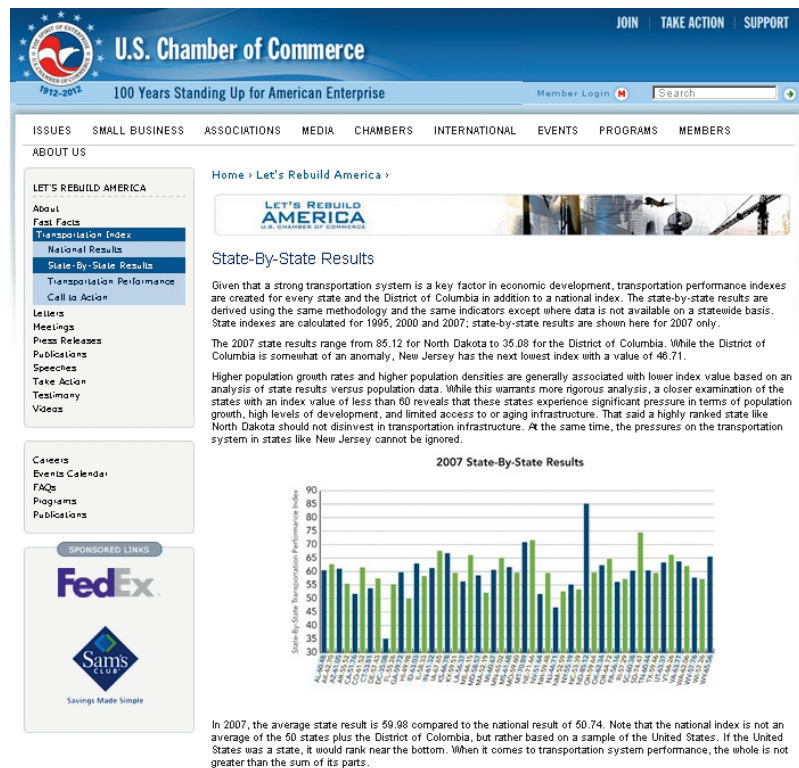 JOIN TAKE ACTION SUPPORT
THE SPIRIT OF ENTERPRISE
U.S. CHAMBER OF COMMERCE
U.S. Chamber of Commerce
1912-2012
100 Years Standing Up for American Enterprise
Member Login M Search
ISSUES SMALL BUSINESS ASSOCIATIONS MEDIA CHAMBERS INTERNATIONAL EVENTS PROGRAMS MEMBERS
ABOUT US
LET'S REBUILD AMERICA
About
Fast Facts
Transportation Index
National Results
State-By-State Results
Transportation Performance
Call to Action
Letters
Meetings
Press Releases
Publications
Speeches
Take Action
Testimony
Videos
Careers
Events Calendar
FAQs
Programs
Publications
SPONSORED LINKS
FedEx
Sam's
CLUB
Savings Made Simple
Home › Let's Rebuild America ›
LET'S REBUILD
AMERICA
U.S. CHAMBER OF COMMERCE
State-By-State Results
Given that a strong transportation system is a key factor in economic development, transportation performance indexes
are created for every state and the District of Columbia in addition to a national index. The state-by-state results are
derived using the same methodology and the same indicators except where data is not available on a statewide basis.
State indexes are calculated for 1995, 2000 and 2007; state-by-state results are shown here for 2007 only.
The 2007 state results range from 85.12 for North Dakota to 35.08 for the District of Columbia. While the District of
Columbia is somewhat of an anomaly, New Jersey has the next lowest index with a value of 46.71.
Higher population growth rates and higher population densities are generally associated with lower index value based on an
analysis of state results versus population data. While this warrants more rigorous analysis, a closer examination of the
states with an index value of less than 60 reveals that these states experience significant pressure in terms of population
growth, high levels of development, and limited access to or aging infrastructure. That said a highly ranked state like
North Dakota should not disinvest in transportation infrastructure. At the same time, the pressures on the transportation
system in states like New Jersey cannot be ignored.
2007 State-By-State Results
State-By-State Transportation Performance Index
90
85
80
75
70
65
60
55
50
45
40
35
30
In 2007, the average state result is 59.98 compared to the national result of 50.74. Note that the national index is not an
average of the 50 states plus the District of Colombia, but rather based on a sample of the United States. If the United
States was a state, it would rank near the bottom. When it comes to transportation system performance, the whole is not
greater than the sum of its parts.